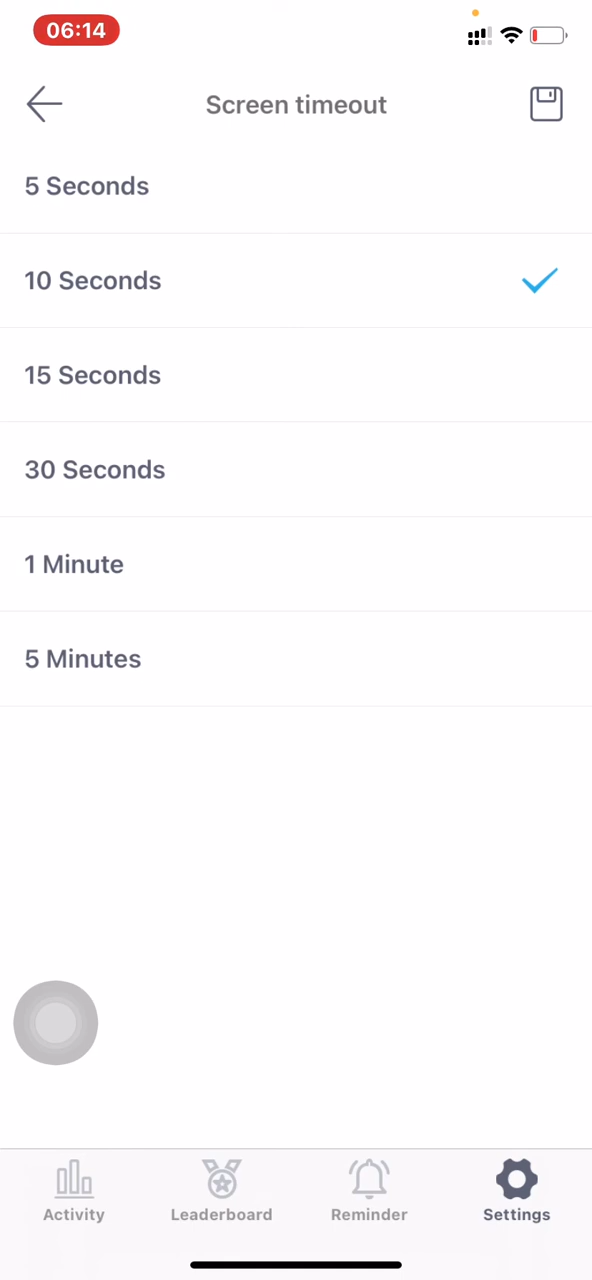 06:14
Screen timeout
5 Seconds
10 Seconds
15 Seconds
30 Seconds
1 Minute
5 Minutes
Activity
Leaderboard
Reminder
Settings